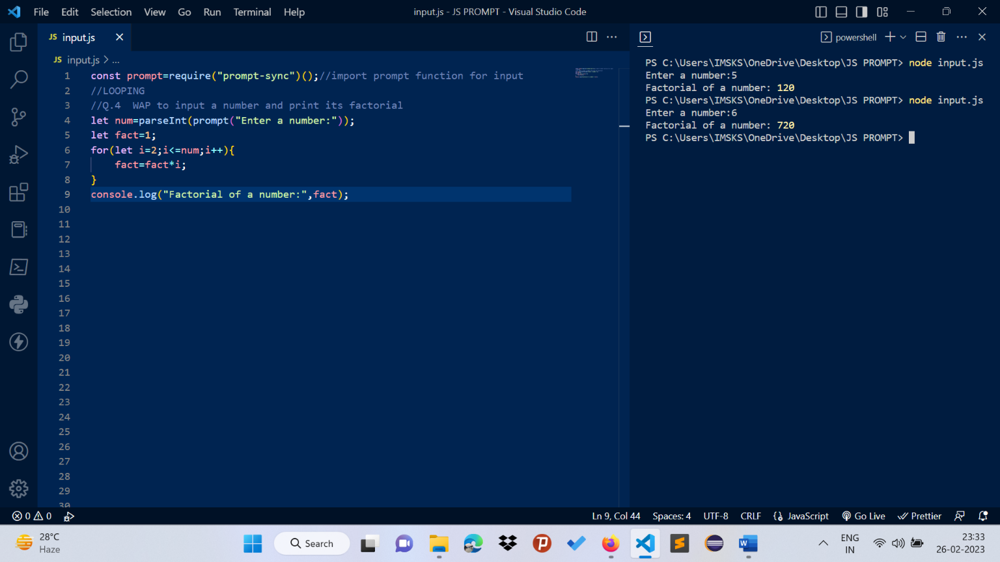 File Edit Selection View Go Run Terminal Help
input.js - JS PROMPT - Visual Studio Code
JS input.js
JS input.js > ...
1 const prompt=require("prompt-sync")();//import prompt function for input
2 //LOOPING
3 //Q.4  WAP to input a number and print its factorial
4 let num=parseInt(prompt("Enter a number:"));
5 let fact=1;
6 for(let i=2;i<=num;i++){
7     fact=fact*i;
8 }
9 console.log("Factorial of a number:",fact);
10
11
12
13
14
15
16
17
18
19
20
21
22
23
24
25
26
27
28
29
30
powershell
PS C:\Users\IMSKS\OneDrive\Desktop\JS PROMPT> node input.js
Enter a number:5
Factorial of a number: 120
PS C:\Users\IMSKS\OneDrive\Desktop\JS PROMPT> node input.js
Enter a number:6
Factorial of a number: 720
PS C:\Users\IMSKS\OneDrive\Desktop\JS PROMPT>
0 0
Ln 9, Col 44 Spaces: 4 UTF-8 CRLF {} JavaScript Go Live Prettier
28°C
Haze
Search
ENG
IN
23:33
26-02-2023